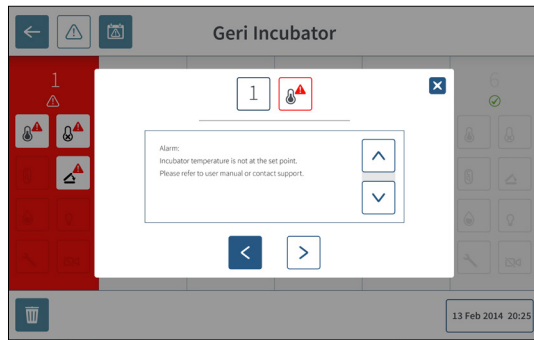 Geri Incubator
1
6
1
Alarm:
Incubator temperature is not at the set point.
Please refer to user manual or contact support.
13 Feb 2014 20:25